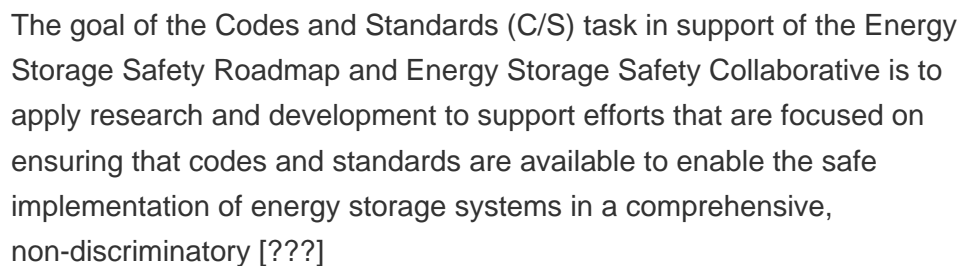 The goal of the Codes and Standards (C/S) task in support of the Energy
Storage Safety Roadmap and Energy Storage Safety Collaborative is to
apply research and development to support efforts that are focused on
ensuring that codes and standards are available to enable the safe
implementation of energy storage systems in a comprehensive,
non-discriminatory [???]